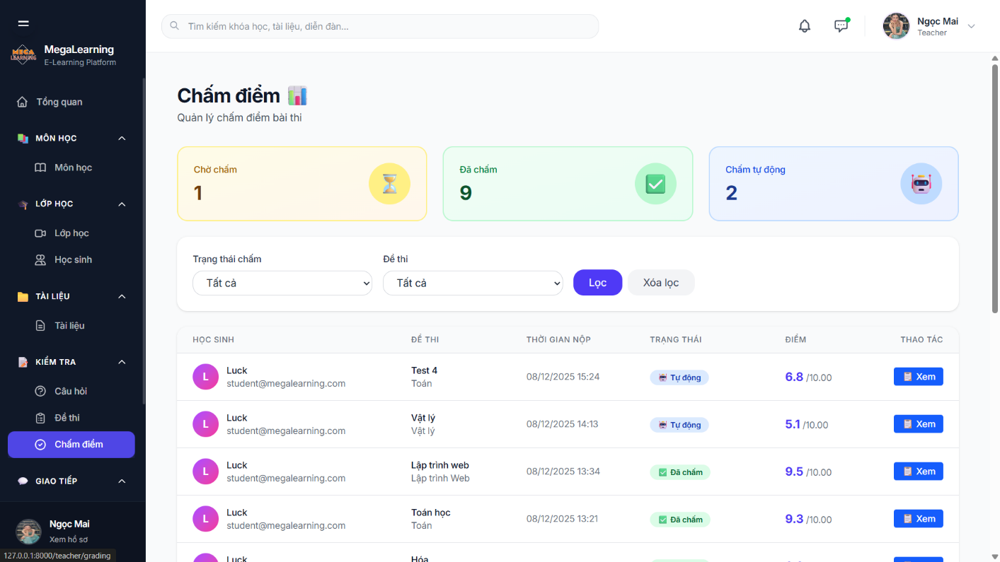 Tìm kiếm khóa học, tài liệu, diễn đàn...
Ngọc Mai
Teacher
MEGA
LEARNING
MegaLearning
E-Learning Platform
Tổng quan
MÔN HỌC
Môn học
LỚP HỌC
Lớp học
Học sinh
TÀI LIỆU
Tài liệu
KIỂM TRA
Câu hỏi
Đề thi
Chấm điểm
GIAO TIẾP
Ngọc Mai
Xem hồ sơ
127.0.0.1:8000/teacher/grading
Chấm điểm
Quản lý chấm điểm bài thi
Chờ chấm
1
Đã chấm
9
Chấm tự động
2
Trạng thái chấm
Đề thi
Tất cả
Tất cả
Lọc
Xóa lọc
HỌC SINH ĐỀ THI THỜI GIAN NỘP TRẠNG THÁI ĐIỂM THAO TÁC
L
Luck
student@megalearning.com
Test 4
Toán
08/12/2025 15:24
Tự động
6.8 /10.00
Xem
L
Luck
student@megalearning.com
Vật lý
Vật lý
08/12/2025 14:13
Tự động
5.1 /10.00
Xem
L
Luck
student@megalearning.com
Lập trình web
Lập trình Web
08/12/2025 13:34
Đã chấm
9.5 /10.00
Xem
L
Luck
student@megalearning.com
Toán học
Toán
08/12/2025 13:21
Đã chấm
9.3 /10.00
Xem
Luck
Hóa